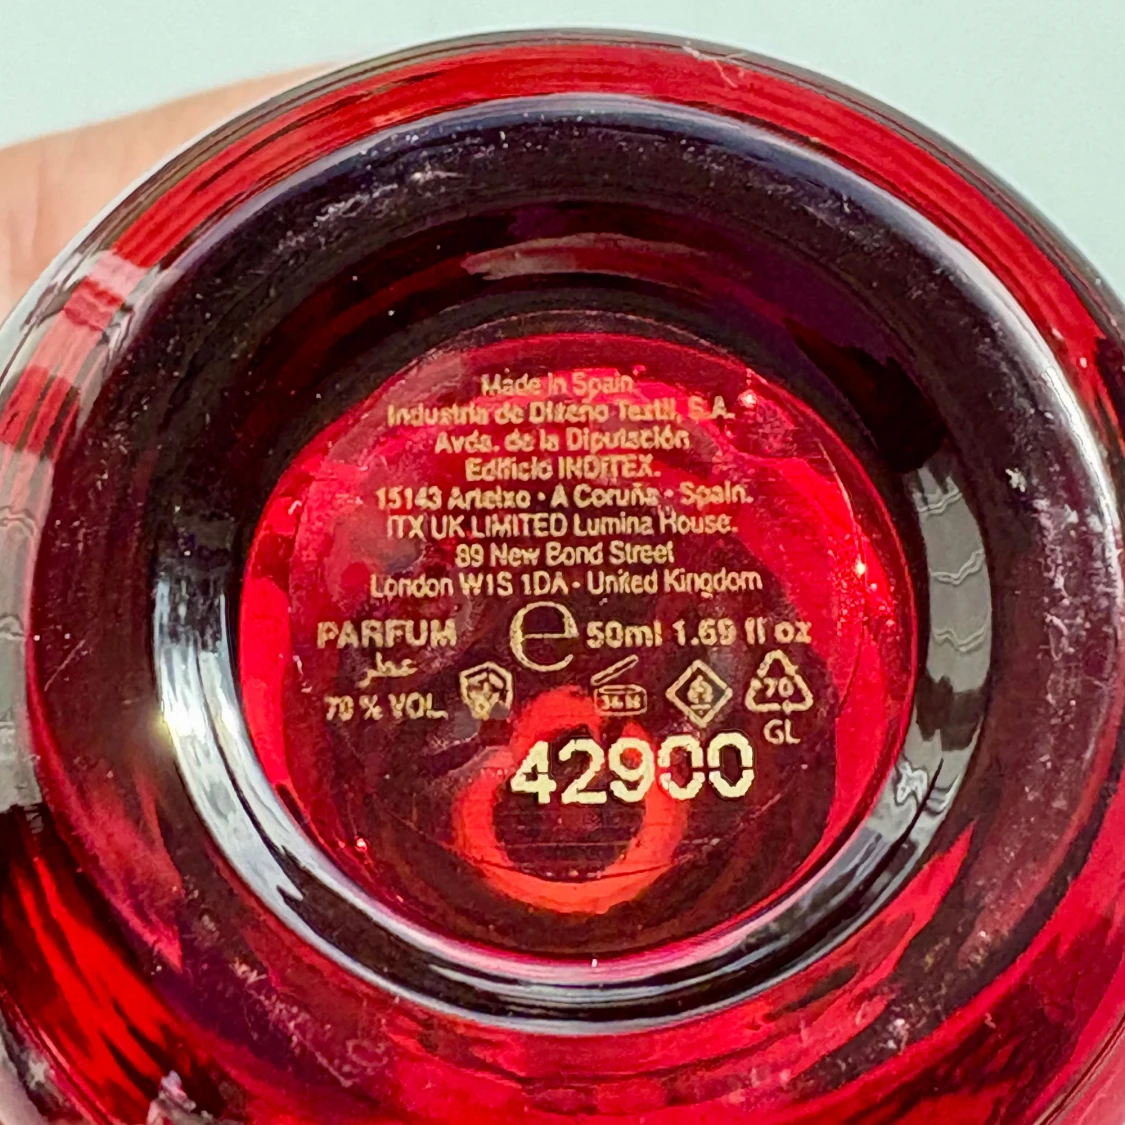 Made in Spain
Industria de Diseño Textil, S.A.
Avda. de la Diputación
Edificio INDITEX.
15143 Arteixo · A Coruña · Spain.
ITX UK LIMITED Lumina House.
89 New Bond Street
London W1S 1DA · United Kingdom
PARFUM e 50ml 1.69 fl oz
عطر
70 % VOL. 36 M 70
GL
42900